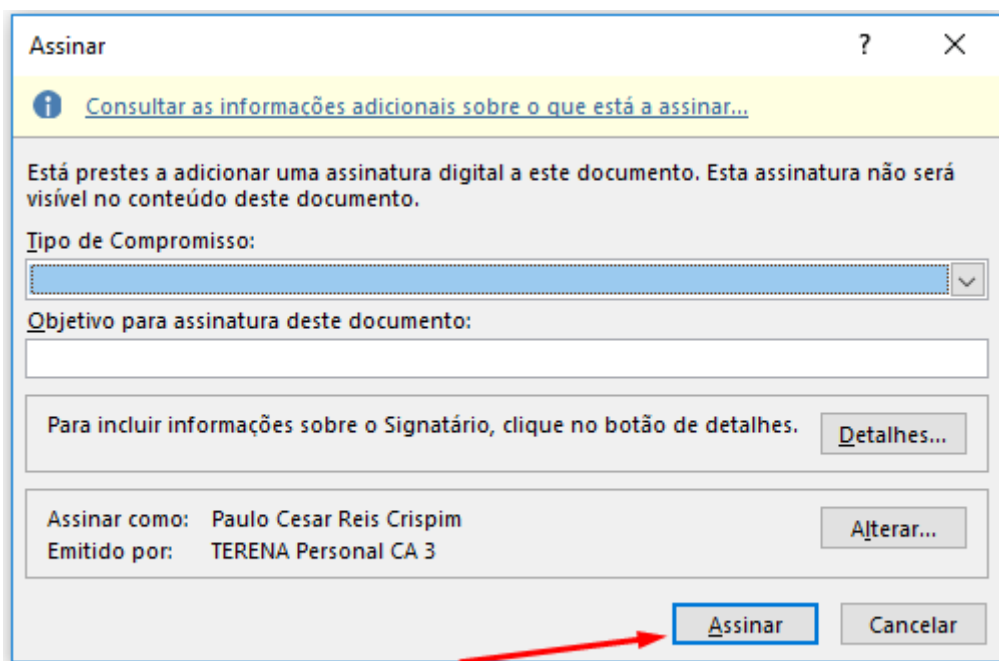 Assinar ?
Consultar as informações adicionais sobre o que está a assinar...
Está prestes a adicionar uma assinatura digital a este documento. Esta assinatura não será
visível no conteúdo deste documento.
Tipo de Compromisso:
Objetivo para assinatura deste documento:
Para incluir informações sobre o Signatário, clique no botão de detalhes.
Detalhes...
Assinar como: Paulo Cesar Reis Crispim
Emitido por: TERENA Personal CA 3
Alterar...
Assinar Cancelar